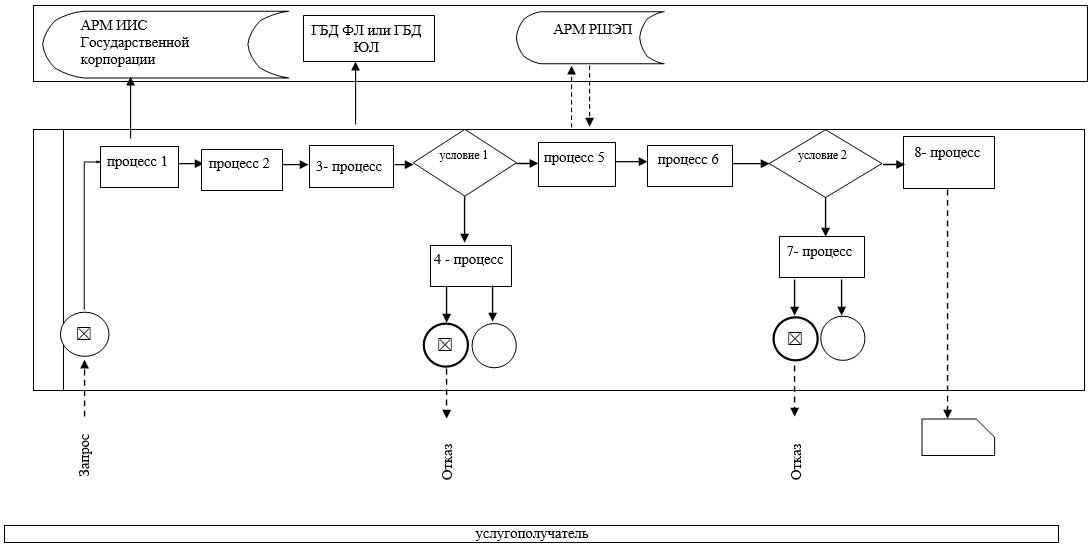 АРМ ИИС
Государственной
корпорации
ГБД ФЛ или ГБД
ЮЛ
АРМ РШЭП
процесс 1
процесс 2
3- процесс
условие 1
процесс 5
процесс 6
условие 2
8- процесс
4 - процесс
7- процесс
Запрос
Отказ
Отказ
услугополучатель